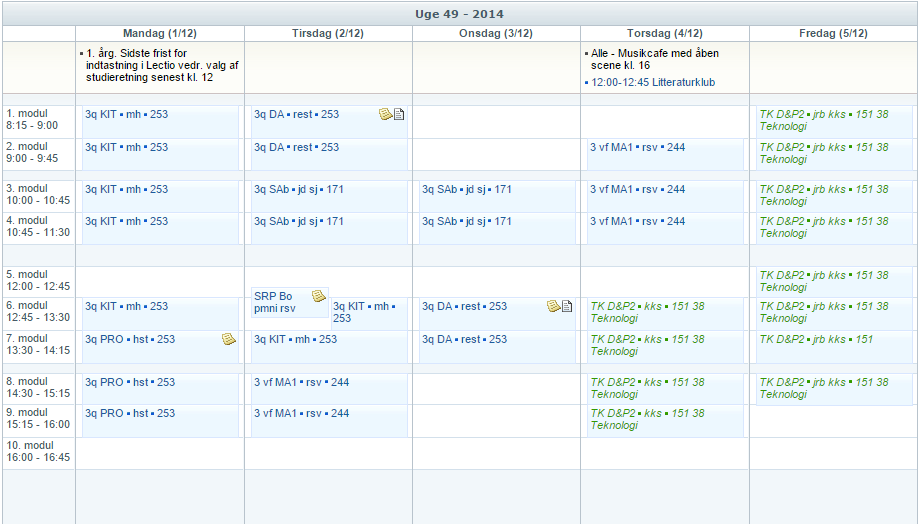 Uge 49 - 2014
Mandag (1/12) Tirsdag (2/12) Onsdag (3/12) Torsdag (4/12) Fredag (5/12)
▪ 1. årg. Sidste frist for
indtastning i Lectio vedr. valg af
studieretning senest kl. 12
▪ Alle - Musikcafe med åben
scene kl. 16
▪ 12:00-12:45 Litteraturklub
1. modul
8:15 - 9:00
3q KIT ▪ mh ▪ 253
3q DA ▪ rest ▪ 253
TK D&P2 ▪ jrb kks ▪ 151 38
Teknologi
2. modul
9:00 - 9:45
3q KIT ▪ mh ▪ 253
3q DA ▪ rest ▪ 253
3 vf MA1 ▪ rsv ▪ 244
TK D&P2 ▪ jrb kks ▪ 151 38
Teknologi
3. modul
10:00 - 10:45
3q KIT ▪ mh ▪ 253
3q SAb ▪ jd sj ▪ 171
3q SAb ▪ jd sj ▪ 171
3 vf MA1 ▪ rsv ▪ 244
TK D&P2 ▪ jrb kks ▪ 151 38
Teknologi
4. modul
10:45 - 11:30
3q KIT ▪ mh ▪ 253
3q SAb ▪ jd sj ▪ 171
3q SAb ▪ jd sj ▪ 171
3 vf MA1 ▪ rsv ▪ 244
TK D&P2 ▪ jrb kks ▪ 151 38
Teknologi
5. modul
12:00 - 12:45
TK D&P2 ▪ jrb kks ▪ 151 38
Teknologi
6. modul
12:45 - 13:30
3q KIT ▪ mh ▪ 253
SRP Bo
pmni rsv
3q KIT ▪ mh ▪
253
3q DA ▪ rest ▪ 253
TK D&P2 ▪ kks ▪ 151 38
Teknologi
TK D&P2 ▪ jrb kks ▪ 151 38
Teknologi
7. modul
13:30 - 14:15
3q PRO ▪ hst ▪ 253
3q KIT ▪ mh ▪ 253
3q DA ▪ rest ▪ 253
TK D&P2 ▪ kks ▪ 151 38
Teknologi
TK D&P2 ▪ jrb kks ▪ 151
8. modul
14:30 - 15:15
3q PRO ▪ hst ▪ 253
3 vf MA1 ▪ rsv ▪ 244
TK D&P2 ▪ kks ▪ 151 38
Teknologi
TK D&P2 ▪ jrb kks ▪ 151 38
Teknologi
9. modul
15:15 - 16:00
3q PRO ▪ hst ▪ 253
3 vf MA1 ▪ rsv ▪ 244
TK D&P2 ▪ kks ▪ 151 38
Teknologi
10. modul
16:00 - 16:45